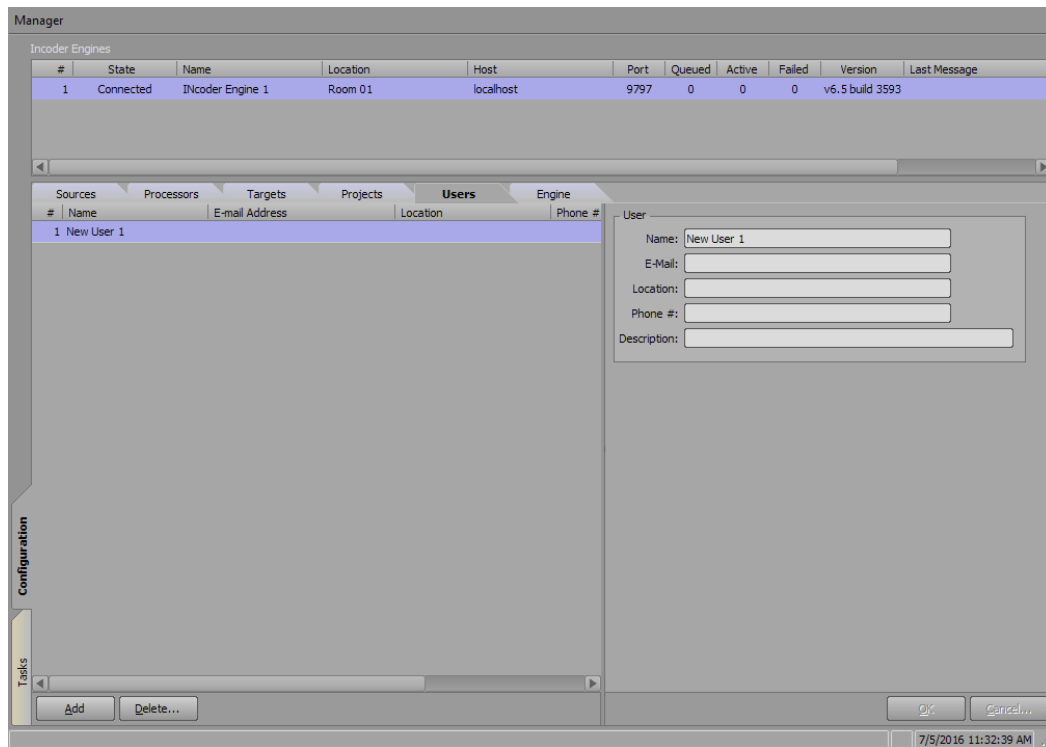 Manager
Incoder Engines
# State Name Location Host Port Queued Active Failed Version Last Message
1 Connected INcoder Engine 1 Room 01 localhost 9797 0 0 0 v6.5 build 3593
Sources Processors Targets Projects Users Engine
# Name E-mail Address Location Phone #
1 New User 1
User
Name: New User 1
E-Mail:
Location:
Phone #:
Description:
Configuration
Tasks
Add Delete...
OK Cancel...
7/5/2016 11:32:39 AM